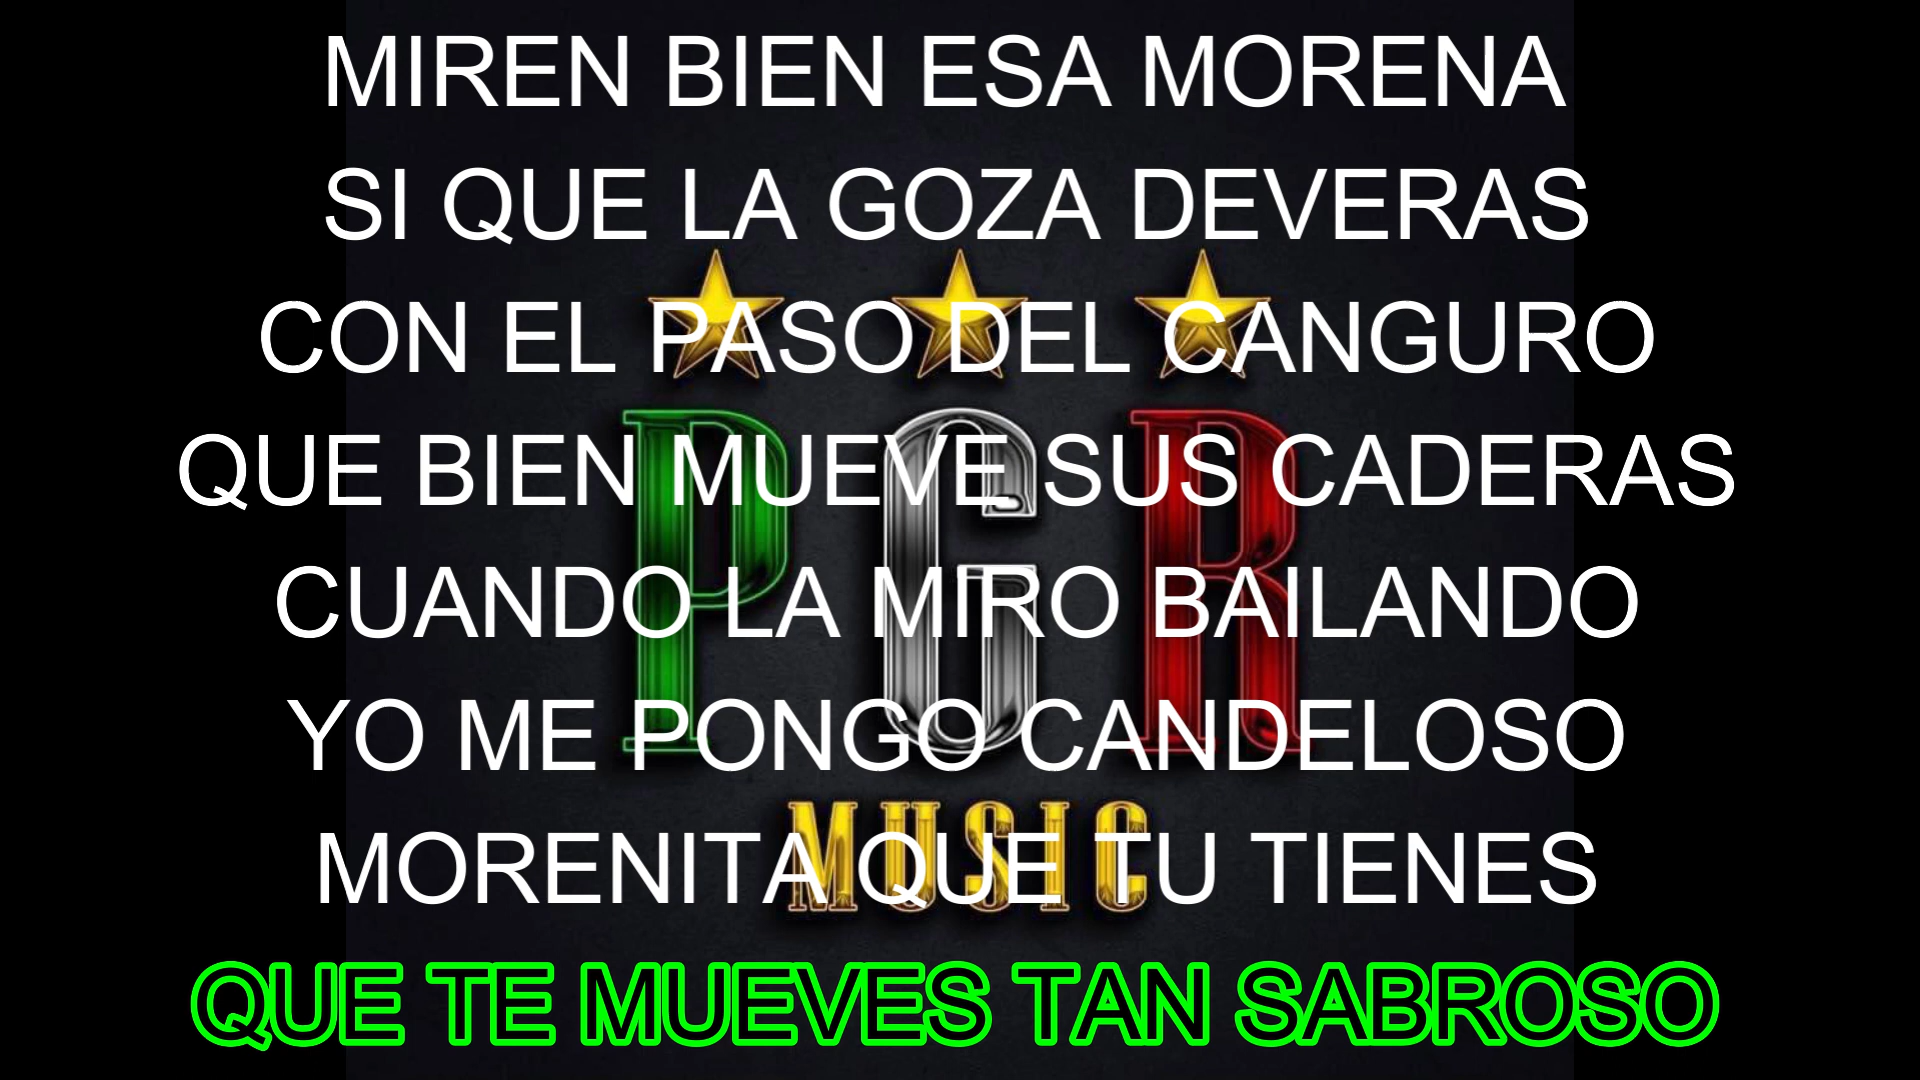 MIREN BIEN ESA MORENA
SI QUE LA GOZA DEVERAS
CON EL PASO DEL CANGURO
QUE BIEN MUEVE SUS CADERAS
CUANDO LA MIRO BAILANDO
YO ME PONGO CANDELOSO
MORENITA QUE TU TIENES
QUE TE MUEVES TAN SABROSO
PGR
MUSIC